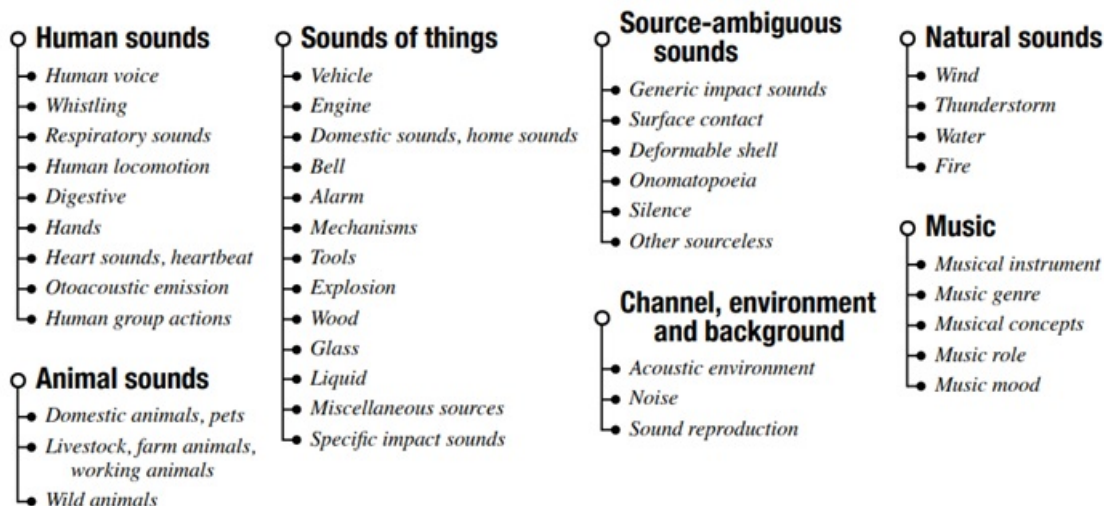 Human sounds
Human voice
Whistling
Respiratory sounds
Human locomotion
Digestive
Hands
Heart sounds, heartbeat
Otoacoustic emission
Human group actions
Animal sounds
Domestic animals, pets
Livestock, farm animals,
working animals
Wild animals
Sounds of things
Vehicle
Engine
Domestic sounds, home sounds
Bell
Alarm
Mechanisms
Tools
Explosion
Wood
Glass
Liquid
Miscellaneous sources
Specific impact sounds
Source-ambiguous
sounds
Generic impact sounds
Surface contact
Deformable shell
Onomatopoeia
Silence
Other sourceless
Channel, environment
and background
Acoustic environment
Noise
Sound reproduction
Natural sounds
Wind
Thunderstorm
Water
Fire
Music
Musical instrument
Music genre
Musical concepts
Music role
Music mood